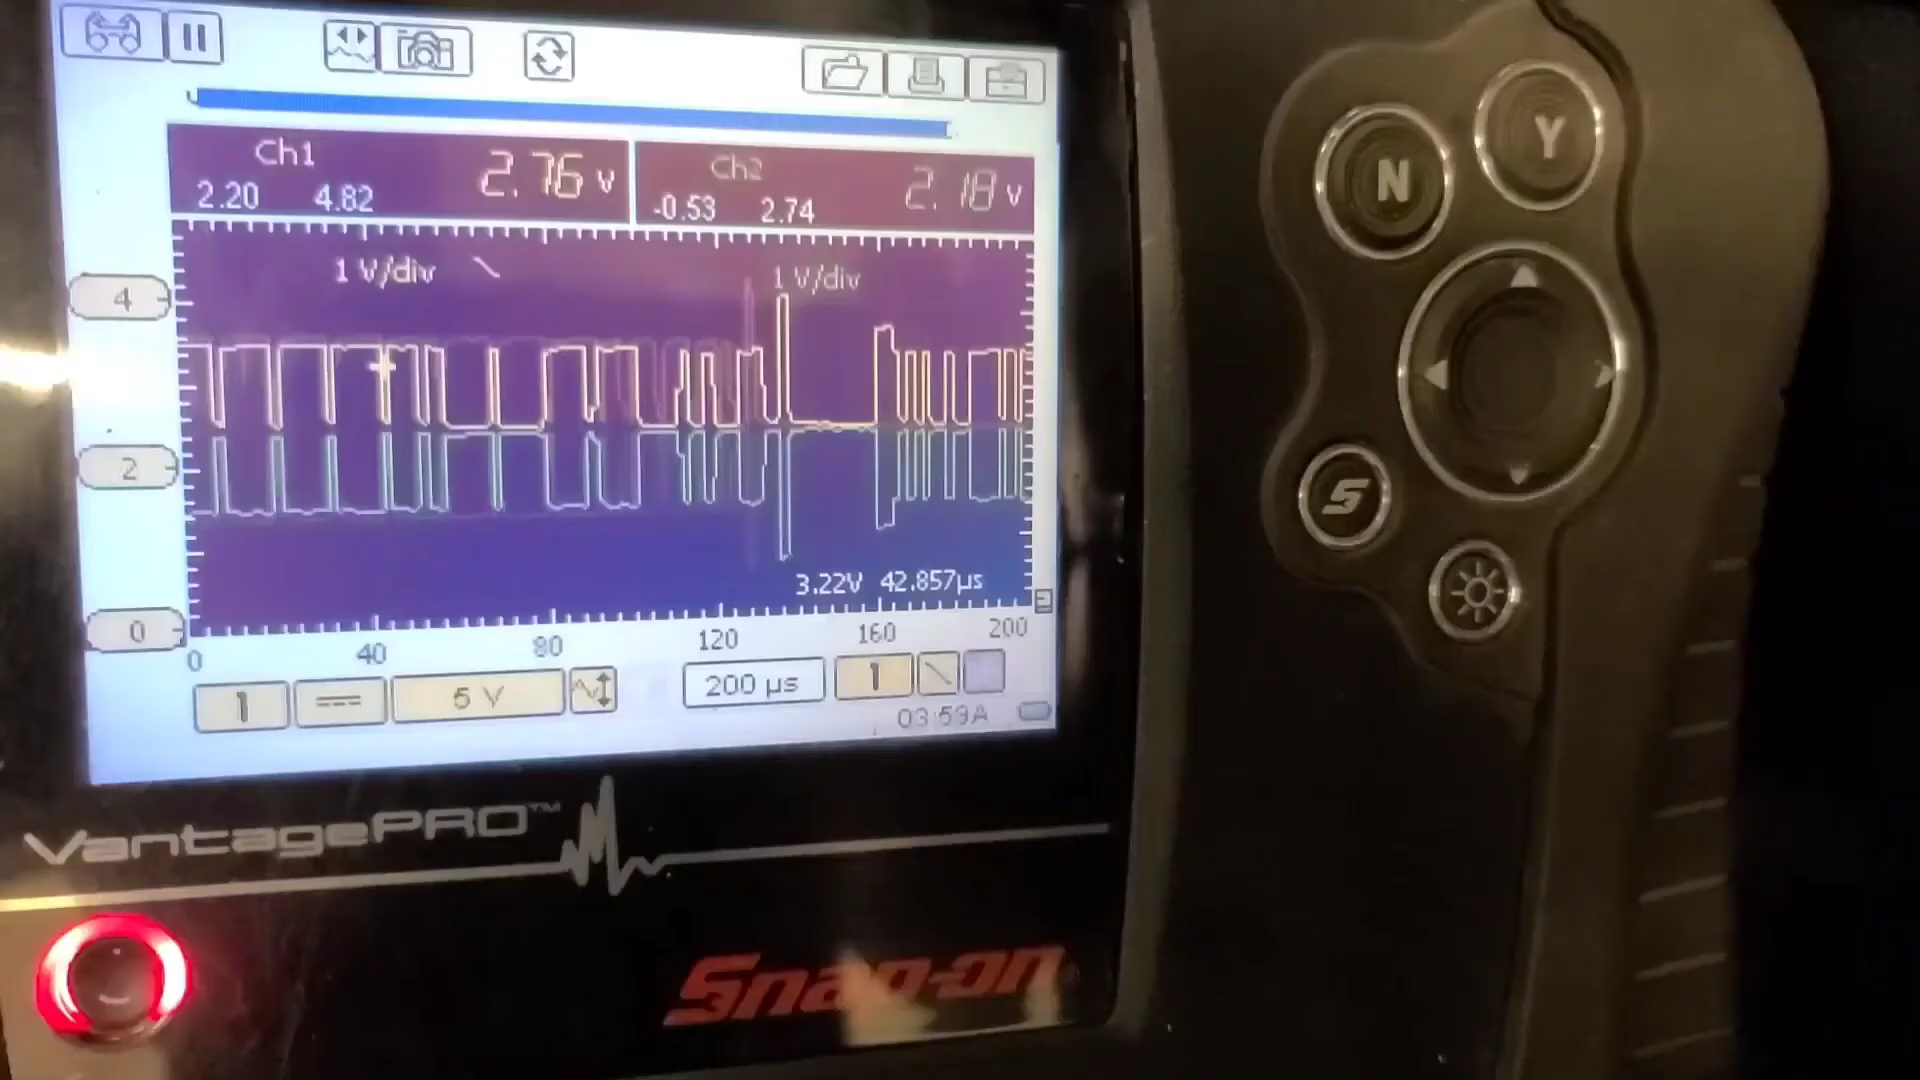 Ch1
2.20 4.82 2.76 V
Ch2
-0.53 2.74 2.18 V
1 V/div
1 V/div
4
2
0
3.22V 42.857µs
0 40 80 120 160 200
1 5 V 200 µs 1
03:59A
VantagePRO™
Snap-on
N
Y
S